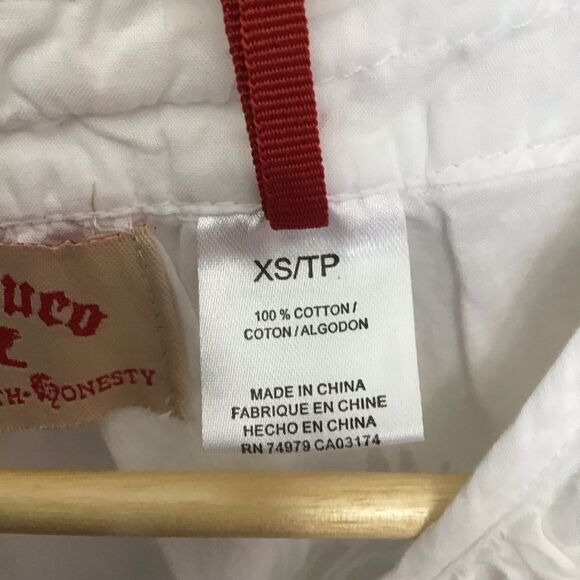 XS/TP
100 % COTTON /
COTON / ALGODON
MADE IN CHINA
FABRIQUE EN CHINE
HECHO EN CHINA
RN 74979 CA03174
HONESTY